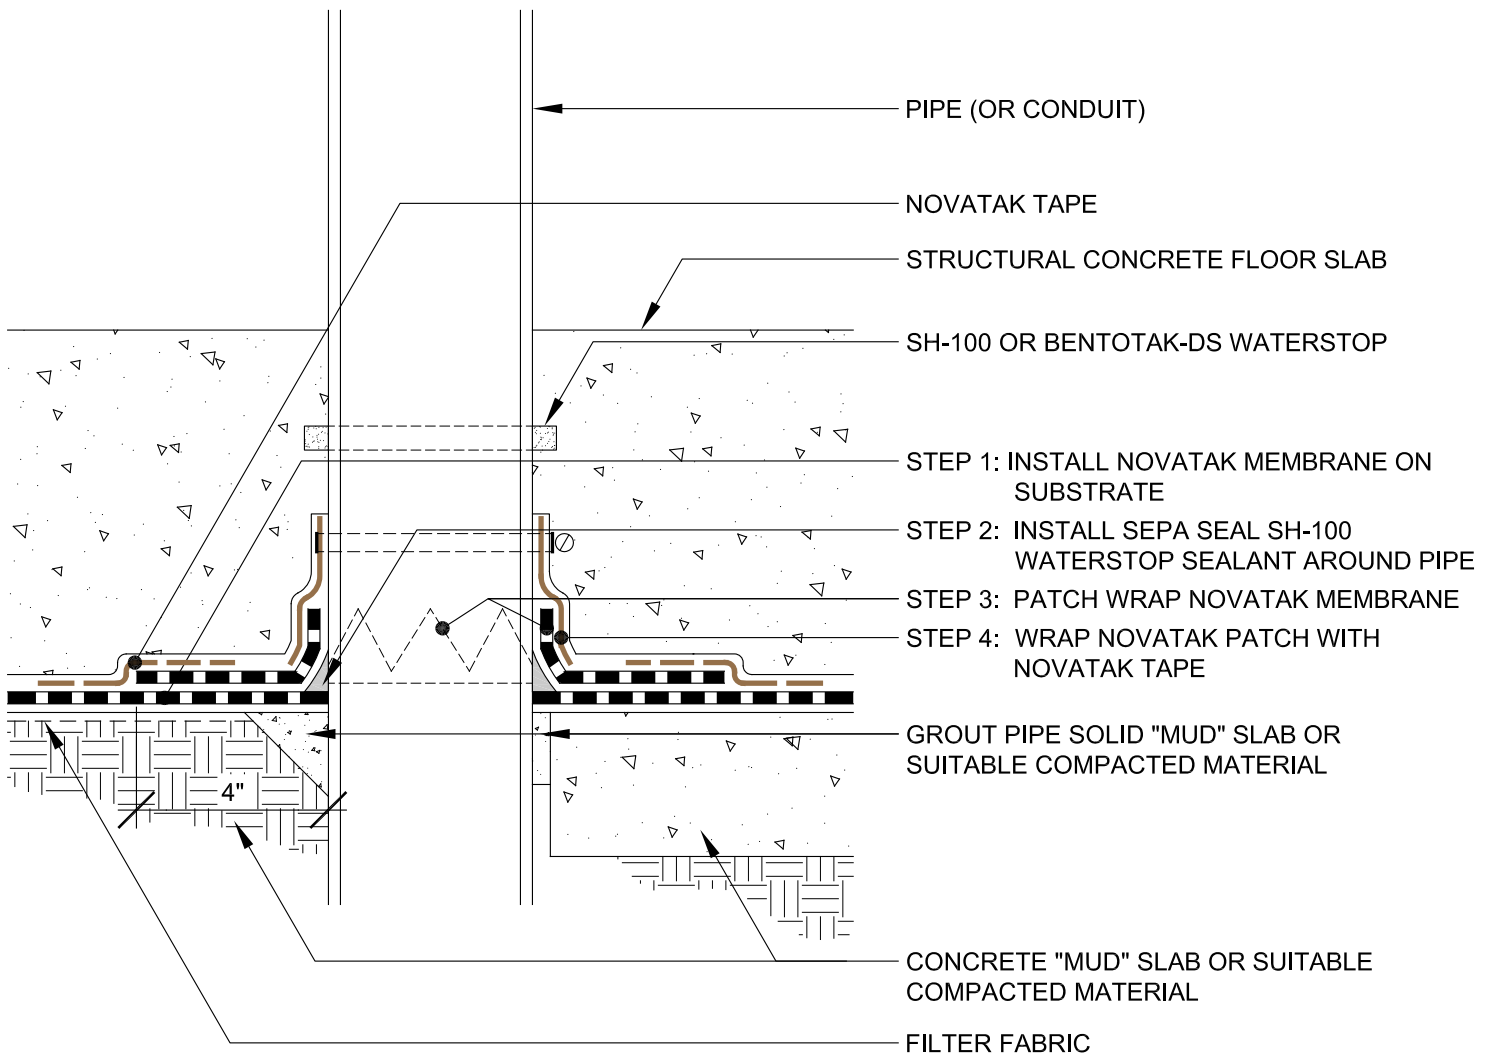 PIPE (OR CONDUIT)
NOVATAK TAPE
STRUCTURAL CONCRETE FLOOR SLAB
SH-100 OR BENTOTAK-DS WATERSTOP
STEP 1: INSTALL NOVATAK MEMBRANE ON
SUBSTRATE
STEP 2: INSTALL SEPA SEAL SH-100
WATERSTOP SEALANT AROUND PIPE
STEP 3: PATCH WRAP NOVATAK MEMBRANE
STEP 4: WRAP NOVATAK PATCH WITH
NOVATAK TAPE
GROUT PIPE SOLID "MUD" SLAB OR
SUITABLE COMPACTED MATERIAL
4"
CONCRETE "MUD" SLAB OR SUITABLE
COMPACTED MATERIAL
FILTER FABRIC